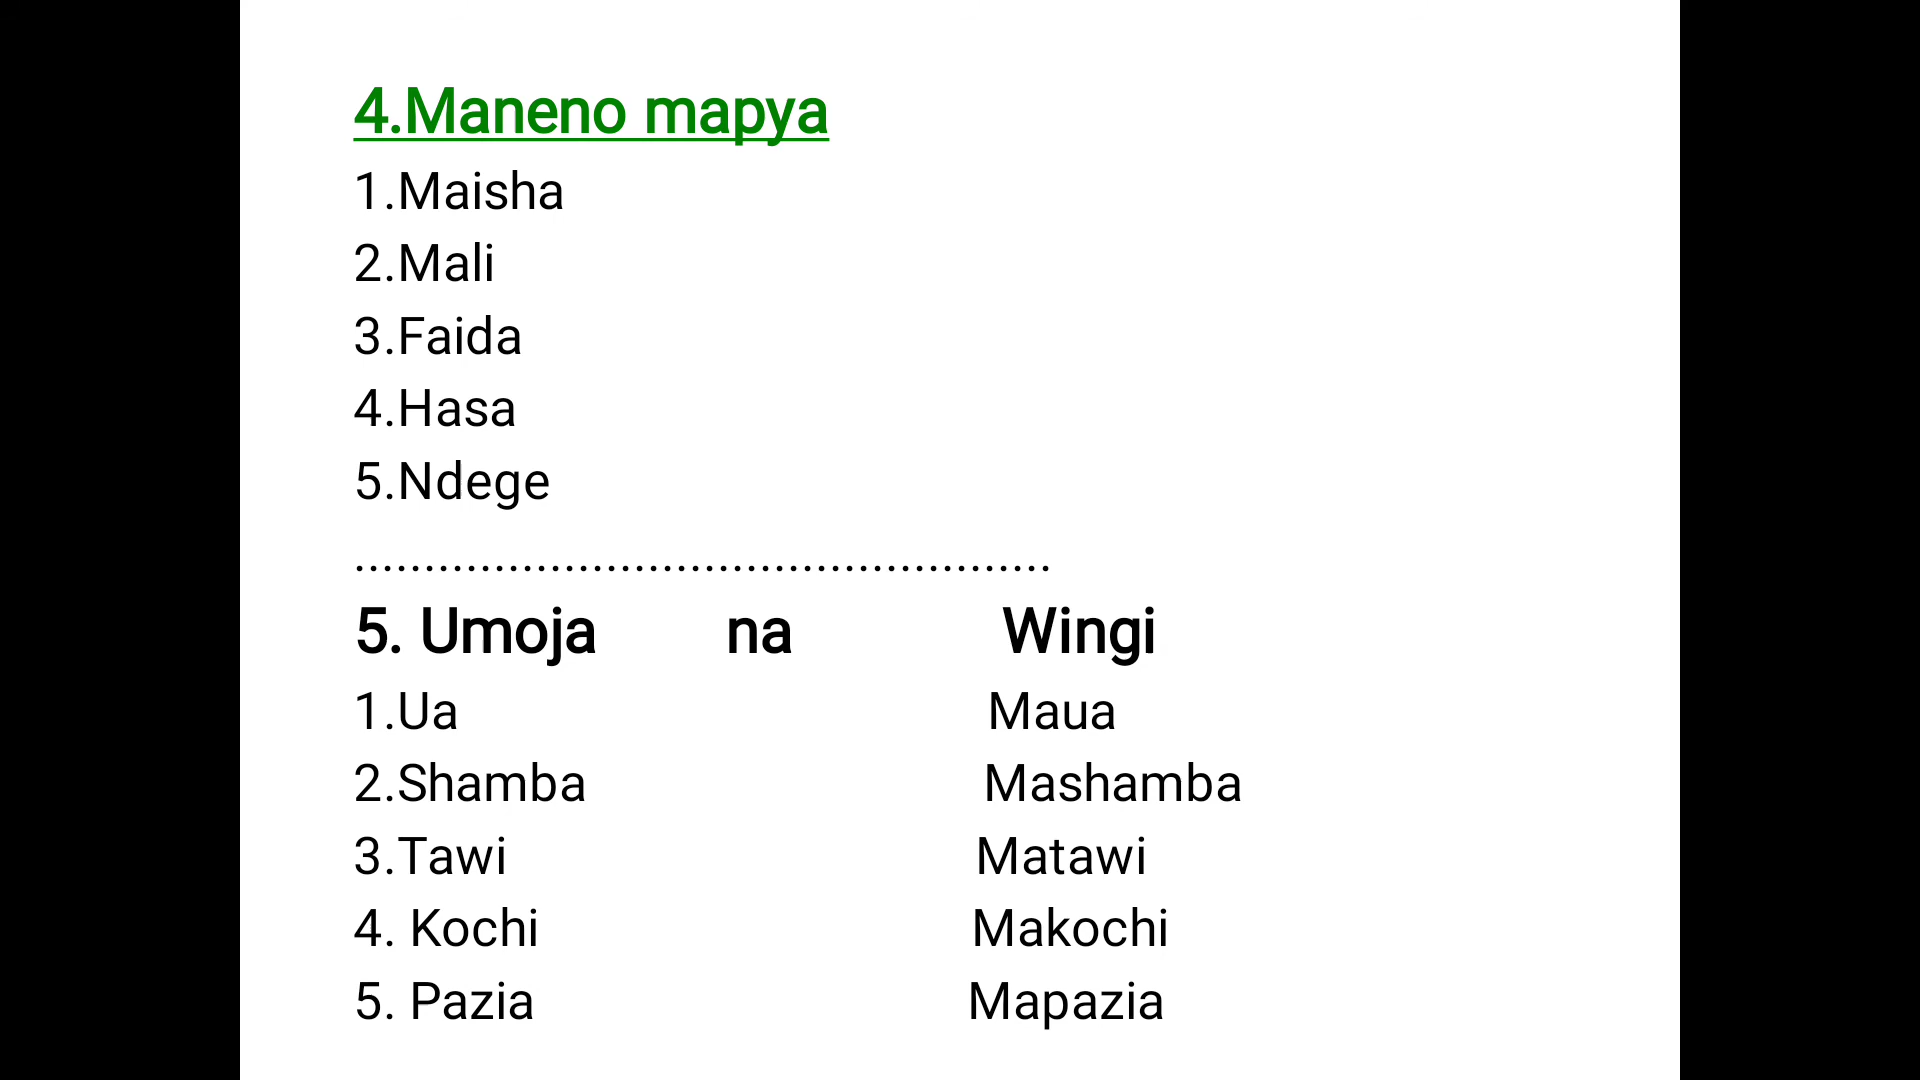 4.Maneno mapya
1.Maisha
2.Mali
3.Faida
4.Hasa
5.Ndege
..................................................
5. Umoja na Wingi
1.Ua Maua
2.Shamba Mashamba
3.Tawi Matawi
4. Kochi Makochi
5. Pazia Mapazia